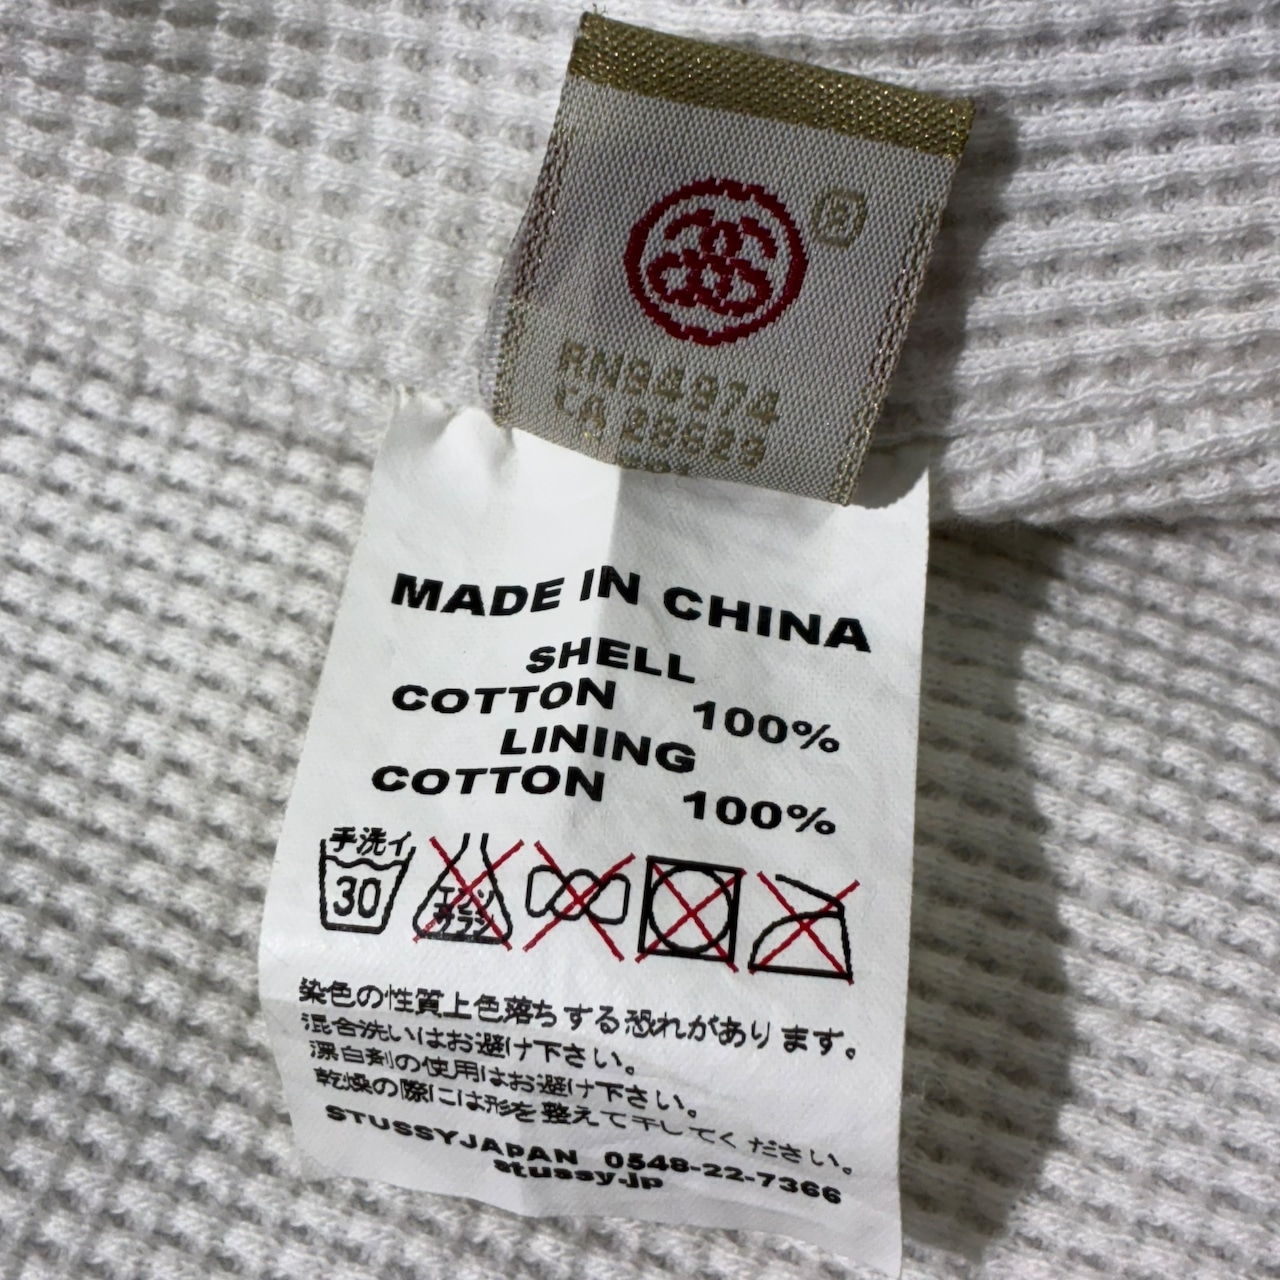 ®
RN94974
CA 29629
MADE IN CHINA
SHELL
COTTON 100%
LINING
COTTON 100%
手洗イ
30
エンソ
サラシ
染色の性質上色落ちする恐れがあります。
混合洗いはお避け下さい。
漂白剤の使用はお避け下さい。
乾燥の際には形を整えて干してください。
STUSSYJAPAN 0548-22-7366
stussy.jp